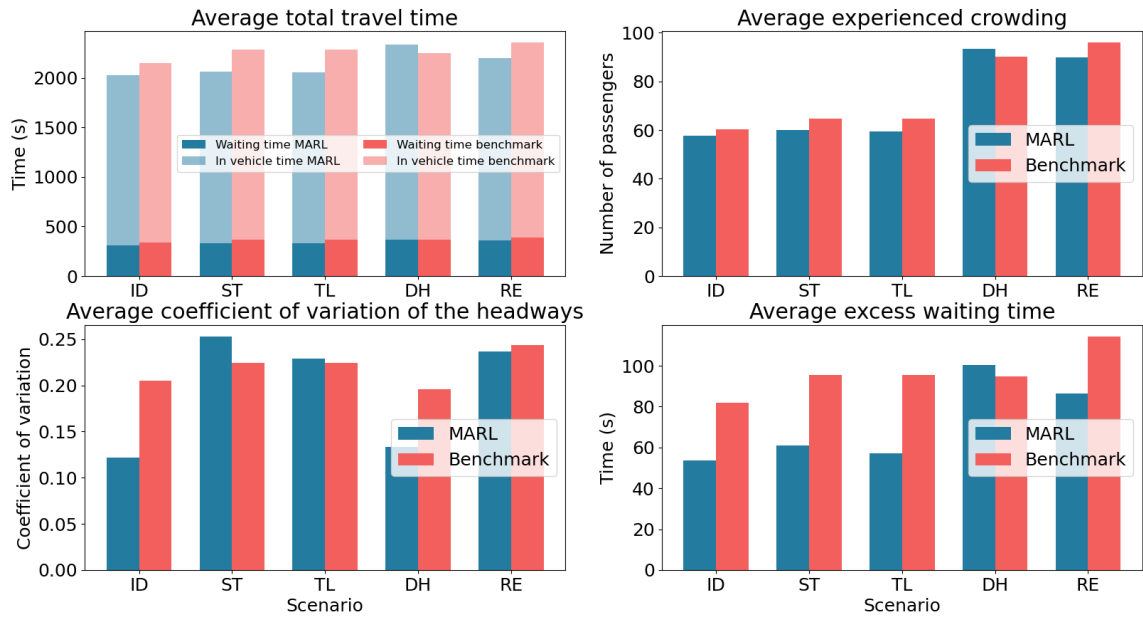 Average total travel time
Time (s)
2000
1500
1000
500
0
Waiting time MARL
In vehicle time MARL
Waiting time benchmark
In vehicle time benchmark
ID ST TL DH RE
Average experienced crowding
Number of passengers
100
80
60
40
20
0
MARL
Benchmark
ID ST TL DH RE
Average coefficient of variation of the headways
Coefficient of variation
0.25
0.20
0.15
0.10
0.05
0.00
MARL
Benchmark
ID ST TL DH RE
Scenario
Average excess waiting time
Time (s)
100
80
60
40
20
0
MARL
Benchmark
ID ST TL DH RE
Scenario